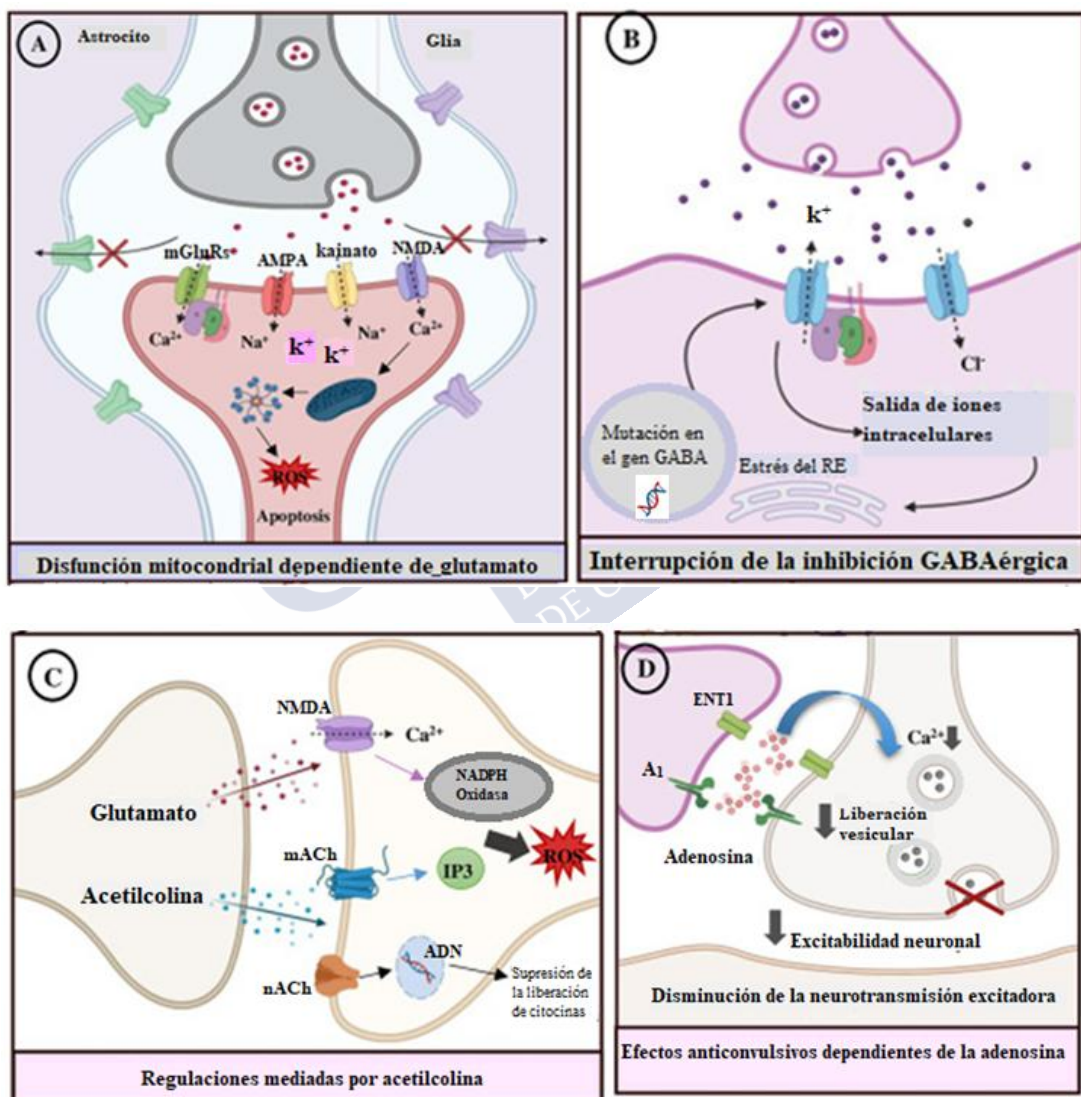 A
Astrocito
Glia
mGluRs
AMPA
kainato
NMDA
Ca²⁺
Na⁺
k⁺
k⁺
Na⁺
Ca²⁺
ROS
Apoptosis
Disfunción mitocondrial dependiente de_glutamato
B
k⁺
Cl⁻
Salida de iones
intracelulares
Mutación en
el gen GABA
Estrés del RE
Interrupción de la inhibición GABAérgica
DE
C
NMDA
Ca²⁺
NADPH
Oxidasa
Glutamato
ROS
mACh
IP3
Acetilcolina
ADN
nACh
Supresión de
la liberación
de citocinas
Regulaciones mediadas por acetilcolina
D
ENT1
Ca²⁺
A₁
Liberación
vesicular
Adenosina
Excitabilidad neuronal
Disminución de la neurotransmisión excitadora
Efectos anticonvulsivos dependientes de la adenosina